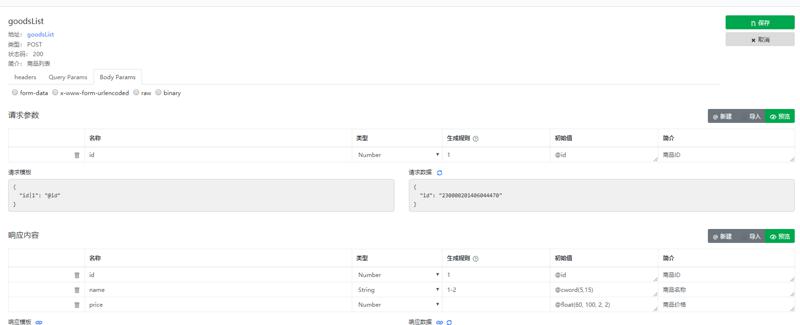 goodsList
保存
取消
地址： goodsList
类型： POST
状态码： 200
简介： 商品列表
headers Query Params Body Params
form-data x-www-form-urlencoded raw binary
请求参数 新建 导入 预览
名称 类型 生成规则 初始值 简介
id Number 1 @id 商品ID
请求模板 请求数据
{ {
"id|1": "@id" "id": "230000201406044470"
} }
响应内容 新建 导入 预览
名称 类型 生成规则 初始值 简介
id Number 1 @id 商品ID
name String 1-2 @cword(5,15) 商品名称
price Number @float(60, 100, 2, 2) 商品价格
响应模板 响应数据